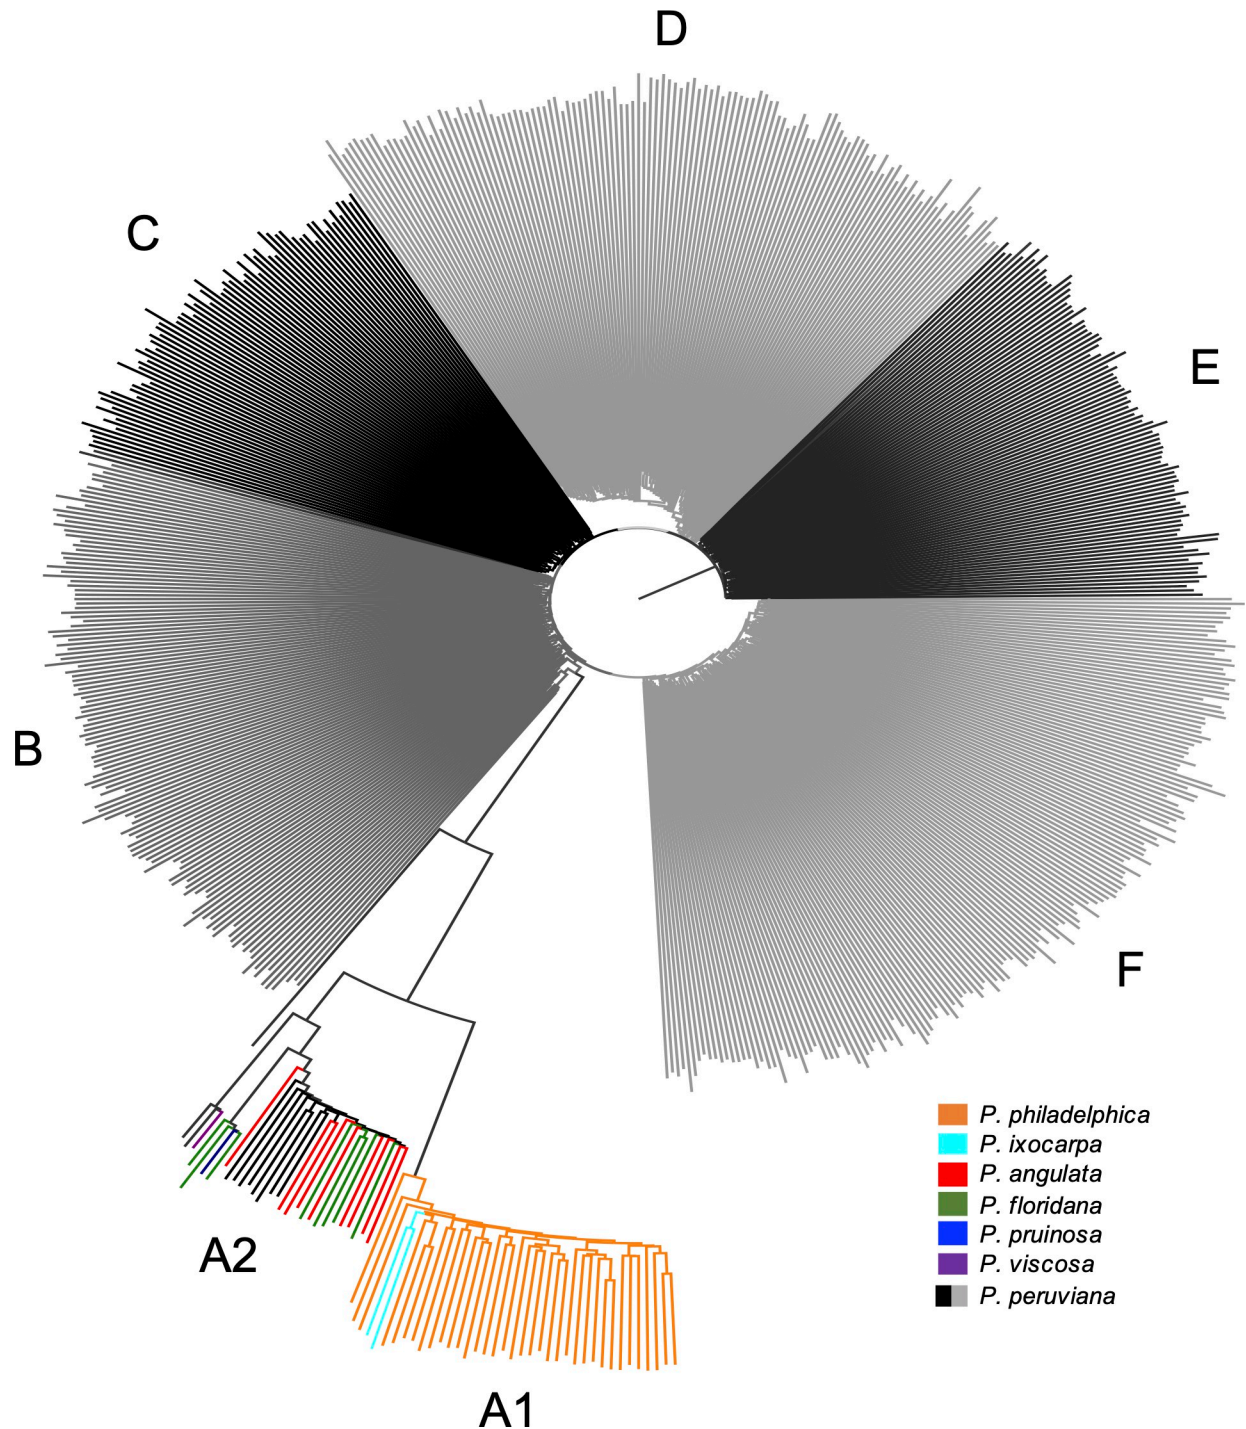 D
C
E
B
F
P. philadelphica
P. ixocarpa
P. angulata
P. floridana
P. pruinosa
P. viscosa
P. peruviana
A2
A1